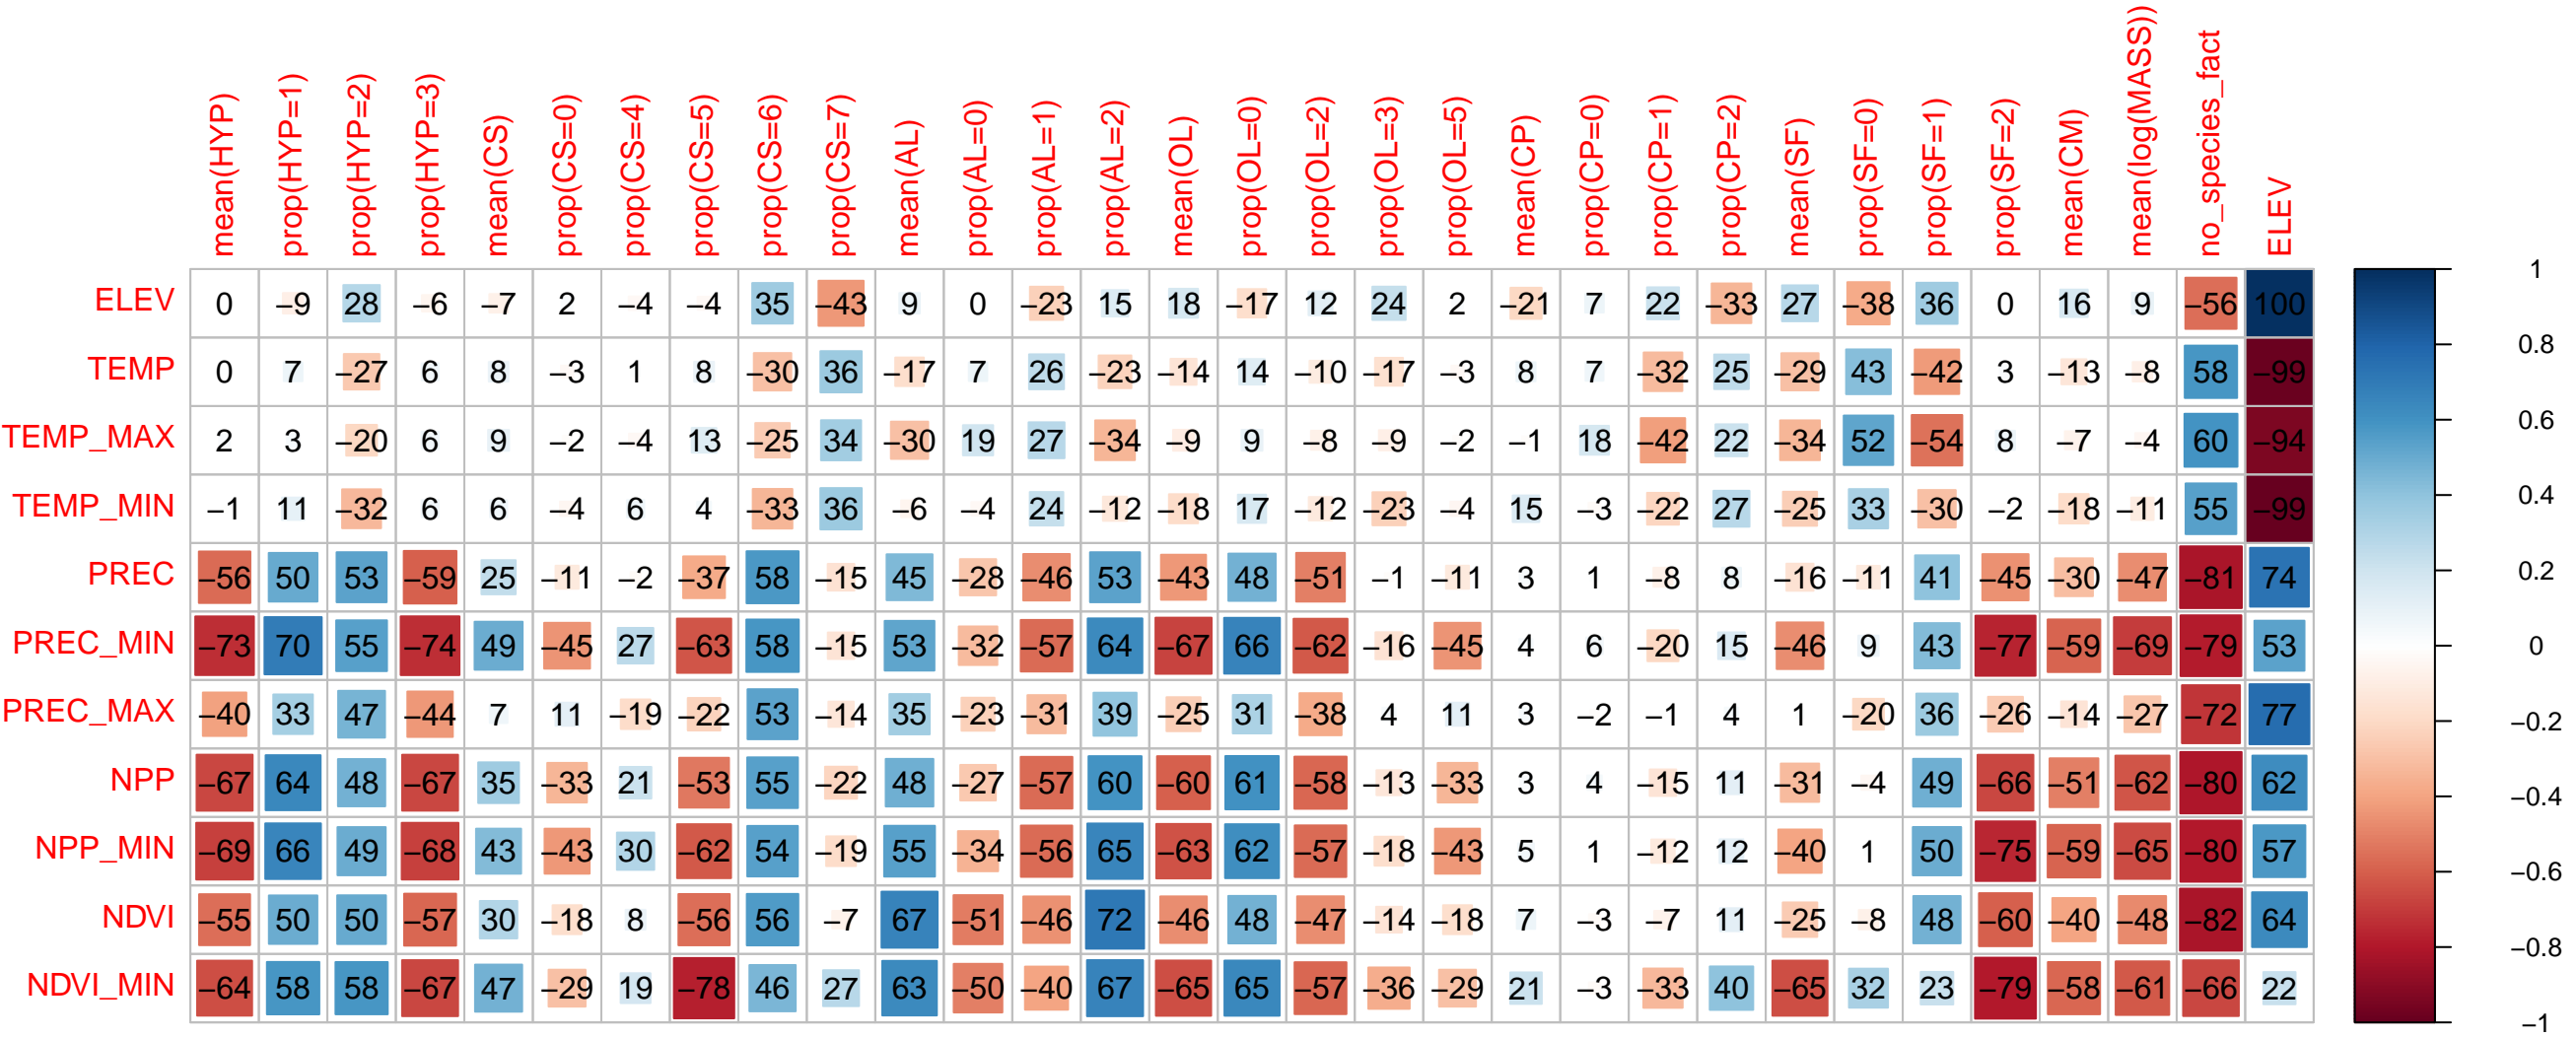 mean(HYP) prop(HYP=1) prop(HYP=2) prop(HYP=3) mean(CS) prop(CS=0) prop(CS=4) prop(CS=5) prop(CS=6) prop(CS=7) mean(AL) prop(AL=0) prop(AL=1) prop(AL=2) mean(OL) prop(OL=0) prop(OL=2) prop(OL=3) prop(OL=5) mean(CP) prop(CP=0) prop(CP=1) prop(CP=2) mean(SF) prop(SF=0) prop(SF=1) prop(SF=2) mean(CM) mean(log(MASS)) no_species_fact ELEV
ELEV 0 −9 28 −6 −7 2 −4 −4 35 −43 9 0 −23 15 18 −17 12 24 2 −21 7 22 −33 27 −38 36 0 16 9 −56 100
TEMP 0 7 −27 6 8 −3 1 8 −30 36 −17 7 26 −23 −14 14 −10 −17 −3 8 7 −32 25 −29 43 −42 3 −13 −8 58 −99
TEMP_MAX 2 3 −20 6 9 −2 −4 13 −25 34 −30 19 27 −34 −9 9 −8 −9 −2 −1 18 −42 22 −34 52 −54 8 −7 −4 60 −94
TEMP_MIN −1 11 −32 6 6 −4 6 4 −33 36 −6 −4 24 −12 −18 17 −12 −23 −4 15 −3 −22 27 −25 33 −30 −2 −18 −11 55 −99
PREC −56 50 53 −59 25 −11 −2 −37 58 −15 45 −28 −46 53 −43 48 −51 −1 −11 3 1 −8 8 −16 −11 41 −45 −30 −47 −81 74
PREC_MIN −73 70 55 −74 49 −45 27 −63 58 −15 53 −32 −57 64 −67 66 −62 −16 −45 4 6 −20 15 −46 9 43 −77 −59 −69 −79 53
PREC_MAX −40 33 47 −44 7 11 −19 −22 53 −14 35 −23 −31 39 −25 31 −38 4 11 3 −2 −1 4 1 −20 36 −26 −14 −27 −72 77
NPP −67 64 48 −67 35 −33 21 −53 55 −22 48 −27 −57 60 −60 61 −58 −13 −33 3 4 −15 11 −31 −4 49 −66 −51 −62 −80 62
NPP_MIN −69 66 49 −68 43 −43 30 −62 54 −19 55 −34 −56 65 −63 62 −57 −18 −43 5 1 −12 12 −40 1 50 −75 −59 −65 −80 57
NDVI −55 50 50 −57 30 −18 8 −56 56 −7 67 −51 −46 72 −46 48 −47 −14 −18 7 −3 −7 11 −25 −8 48 −60 −40 −48 −82 64
NDVI_MIN −64 58 58 −67 47 −29 19 −78 46 27 63 −50 −40 67 −65 65 −57 −36 −29 21 −3 −33 40 −65 32 23 −79 −58 −61 −66 22
1
0.8
0.6
0.4
0.2
0
−0.2
−0.4
−0.6
−0.8
−1